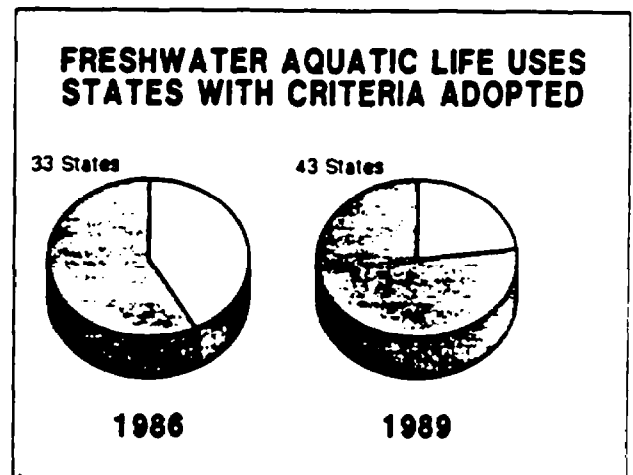 FRESHWATER AQUATIC LIFE USES
STATES WITH CRITERIA ADOPTED
33 States
43 States
1986
1989